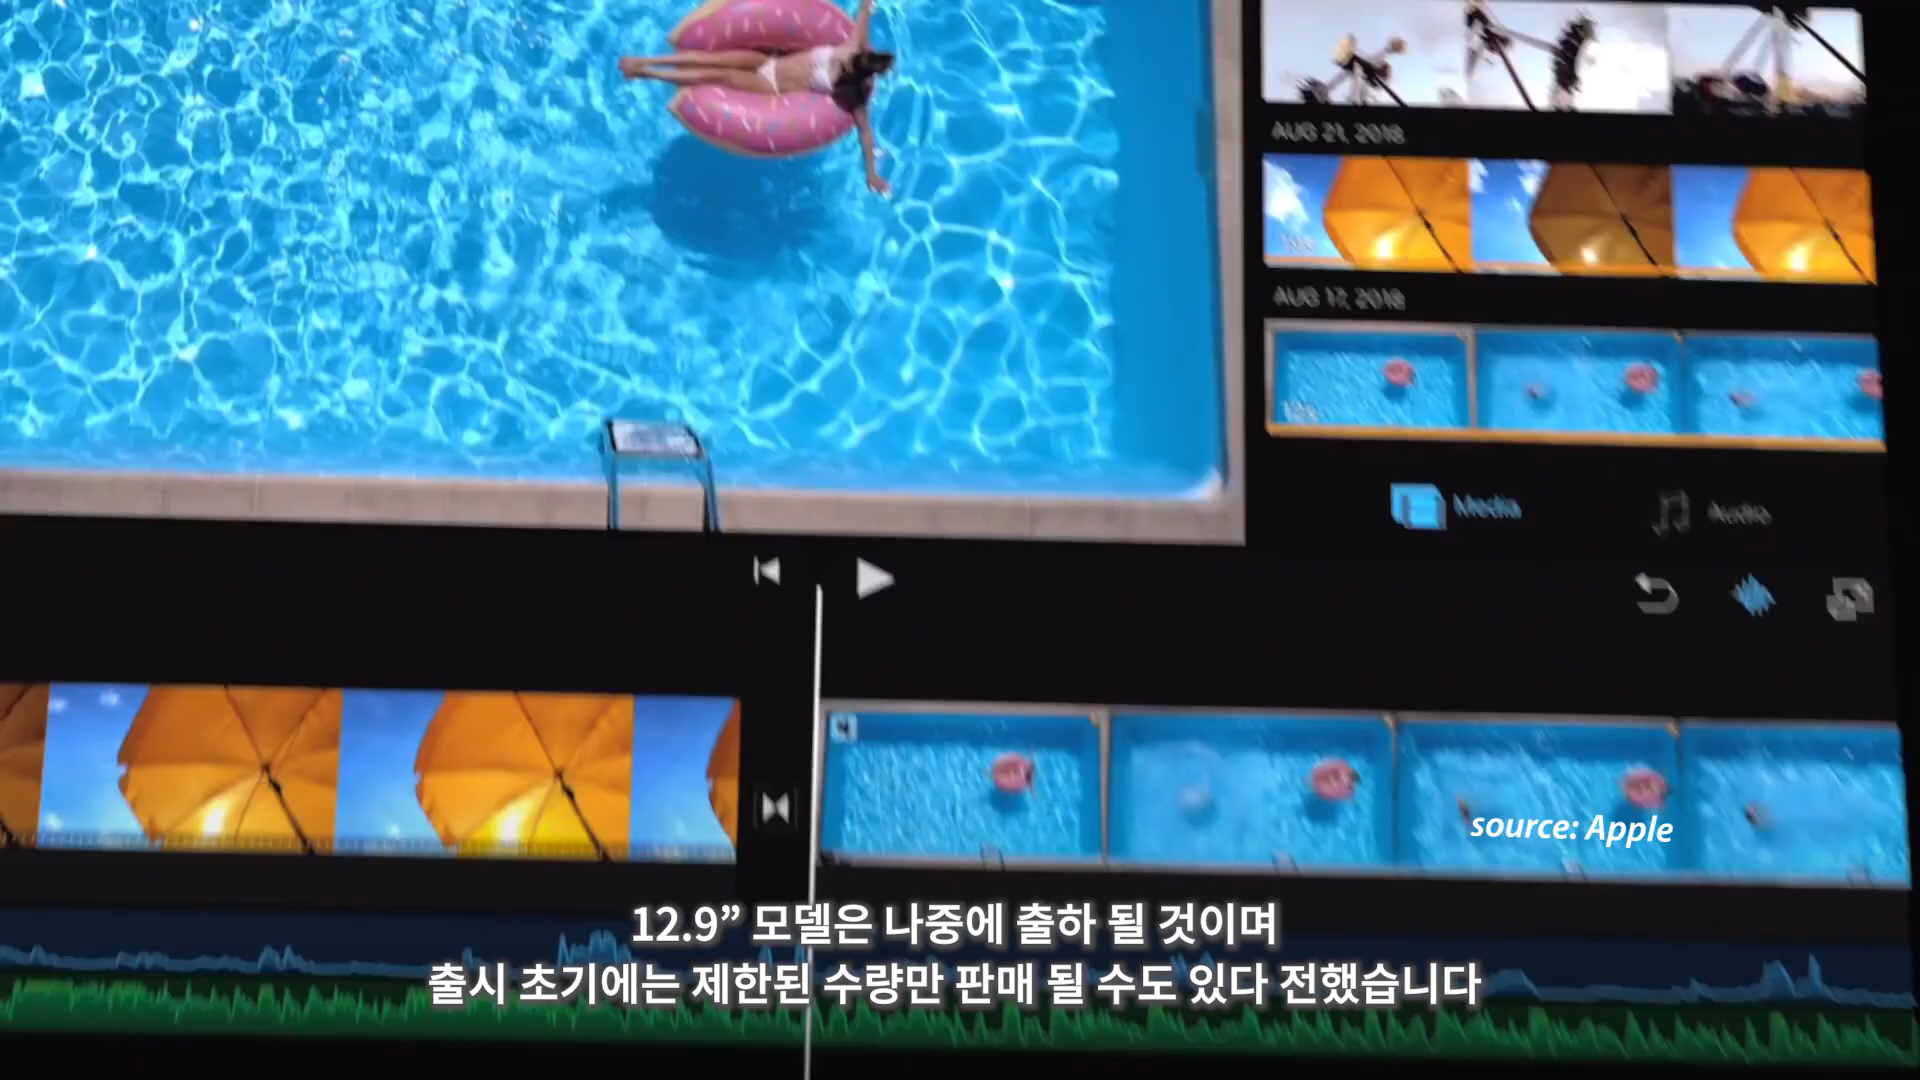 AUG 21, 2018
AUG 17, 2018
Media
Audio
source: Apple
12.9” 모델은 나중에 출하 될 것이며
출시 초기에는 제한된 수량만 판매 될 수도 있다 전했습니다